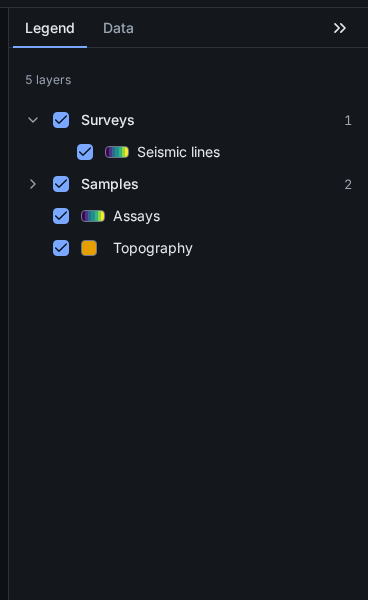 Legend Data
5 layers
Surveys 1
Seismic lines
Samples 2
Assays
Topography